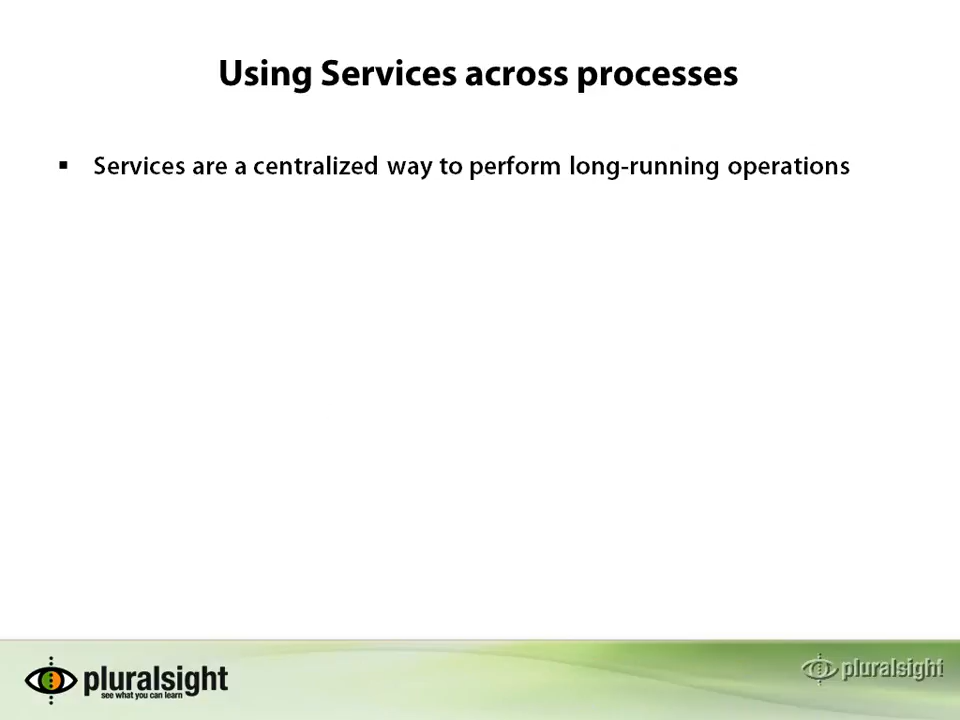 Using Services across processes
▪ Services are a centralized way to perform long-running operations
pluralsight
see what you can learn
pluralsight